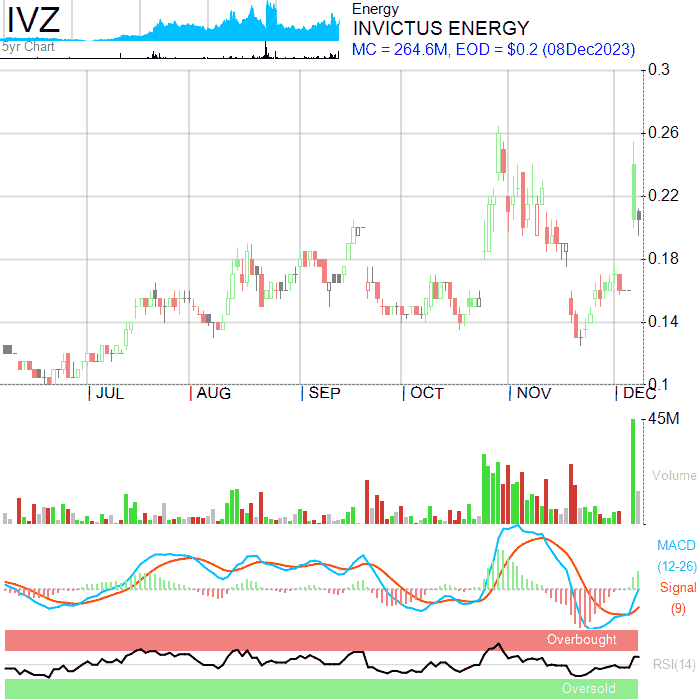 IVZ
5yr Chart
Energy
INVICTUS ENERGY
MC = 264.6M, EOD = $0.2 (08Dec2023)
0.3
0.26
0.22
0.18
0.14
0.1
JUL AUG SEP OCT NOV DEC
45M
Volume
MACD
(12-26)
Signal
(9)
Overbought
RSI(14)
Oversold